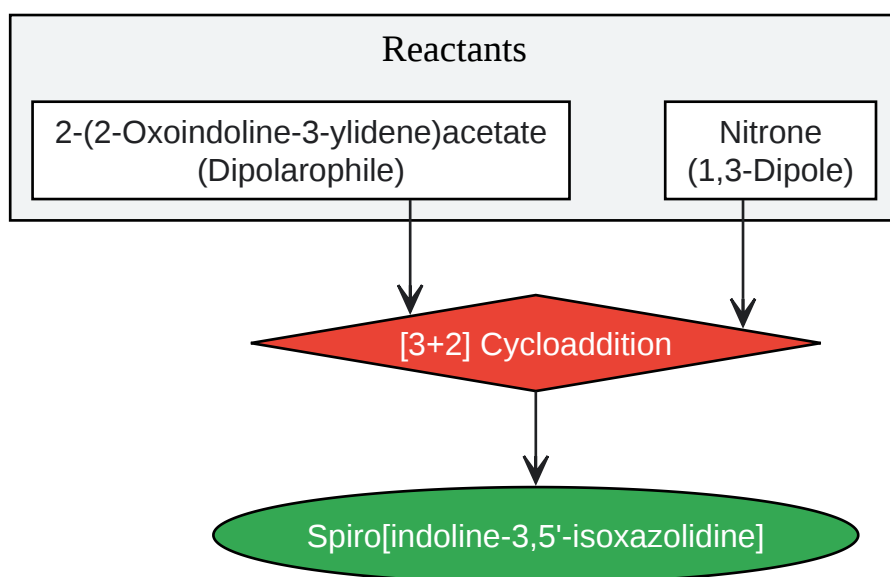 Reactants
2-(2-Oxoindoline-3-ylidene)acetate
(Dipolarophile)
Nitrone
(1,3-Dipole)
[3+2] Cycloaddition
Spiro[indoline-3,5'-isoxazolidine]